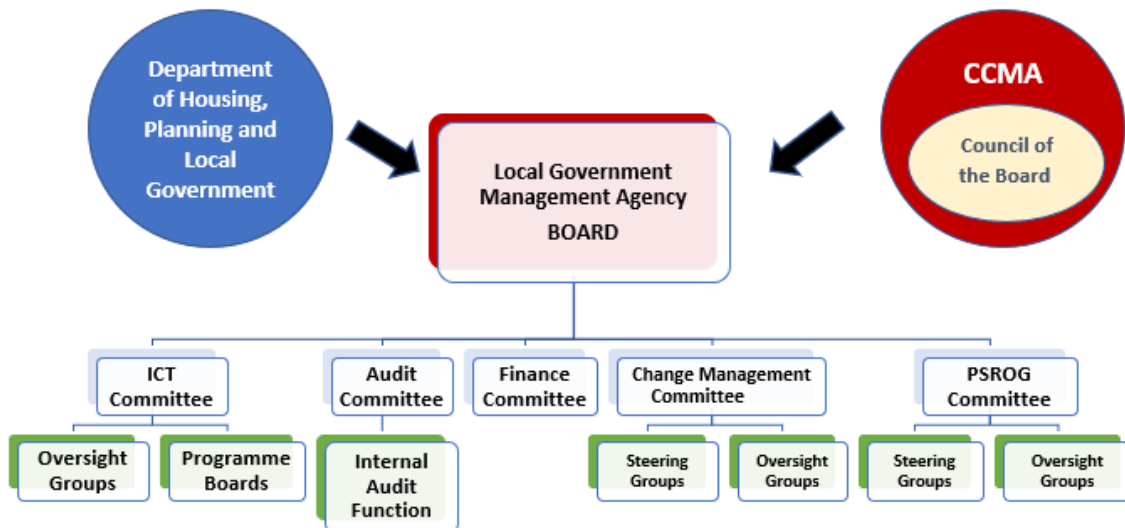 Department
of Housing,
Planning and
Local
Government
CCMA
Council of
the Board
Local Government
Management Agency
BOARD
ICT
Committee
Audit
Committee
Finance
Committee
Change Management
Committee
PSROG
Committee
Oversight
Groups
Programme
Boards
Internal
Audit
Function
Steering
Groups
Oversight
Groups
Steering
Groups
Oversight
Groups